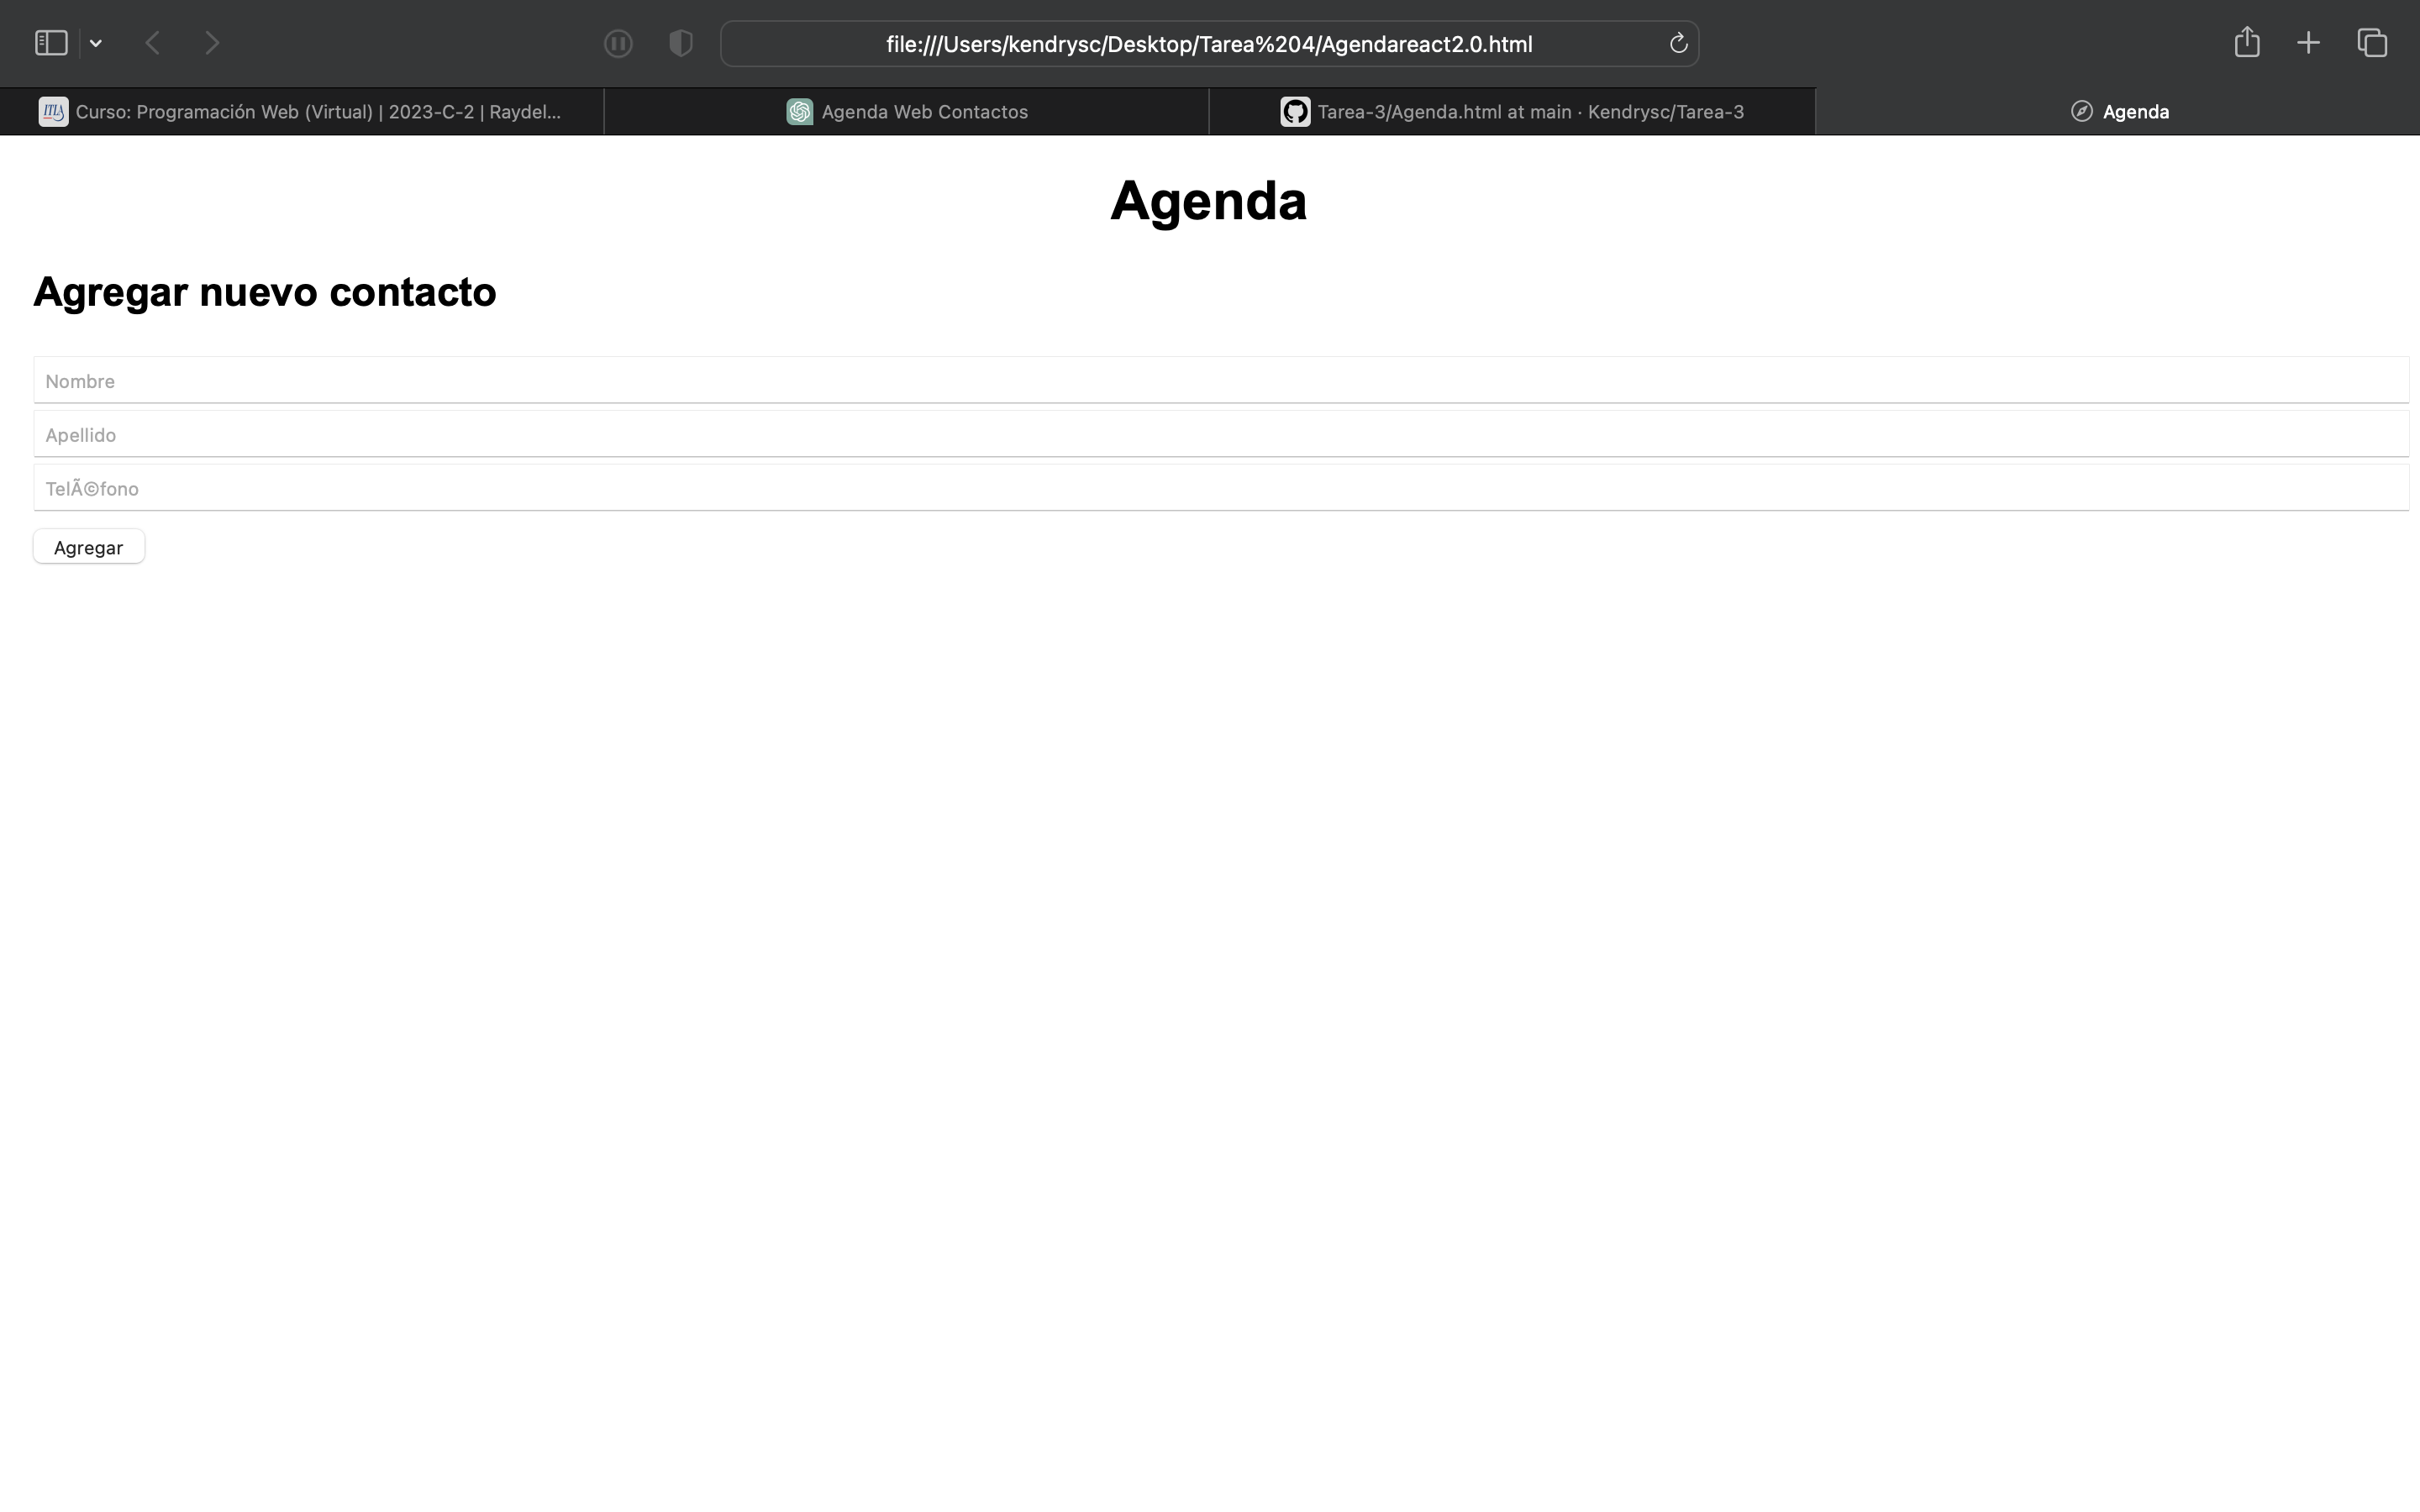 file:///Users/kendrysc/Desktop/Tarea%204/Agendareact2.0.html
ITLA Curso: Programación Web (Virtual) | 2023-C-2 | Raydel...
Agenda Web Contactos
Tarea-3/Agenda.html at main · Kendrysc/Tarea-3
Agenda
Agenda
Agregar nuevo contacto
Nombre
Apellido
TelÃ©fono
Agregar